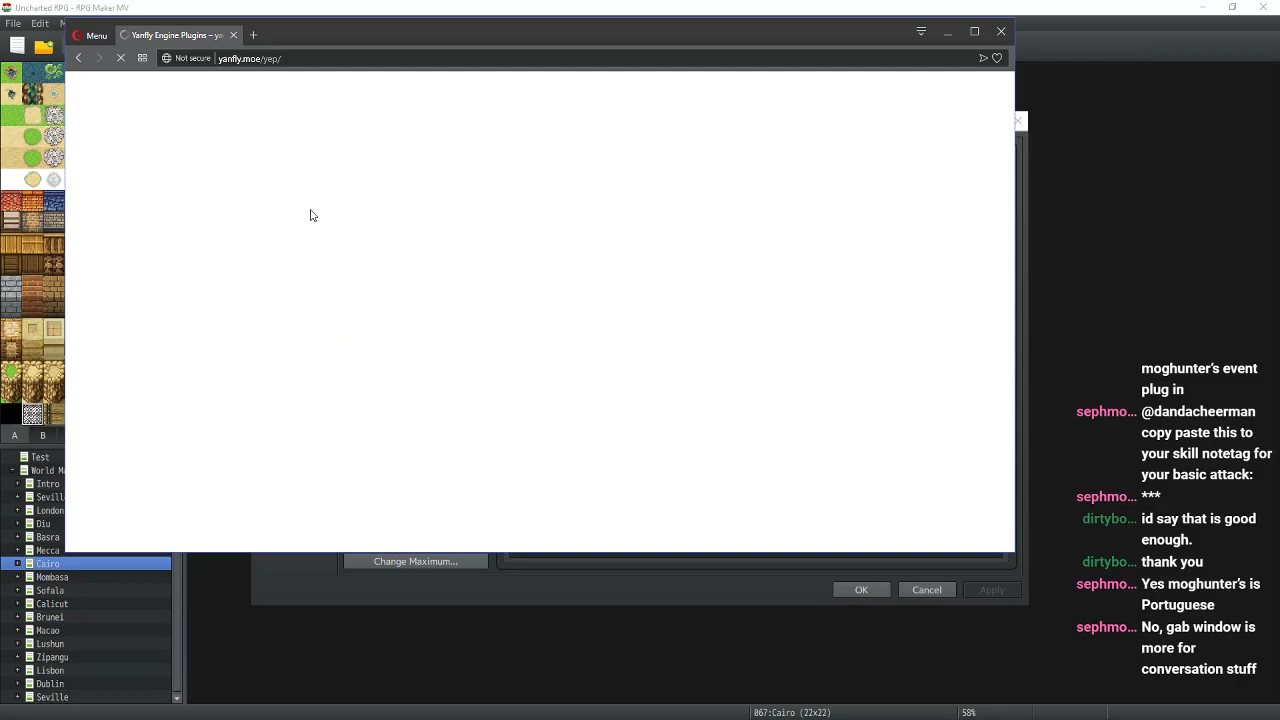 Uncharted RPG - RPG Maker MV
File Edit
Menu
Yanfly Engine Plugins – ya
Not secure yanfly.moe/yep/
A B
Test
World Ma
Intro
Sevill
London
Diu
Basra
Mecca
Cairo
Mombasa
Sofala
Calicut
Brunei
Macao
Lushun
Zipangu
Lisbon
Dublin
Seville
Change Maximum...
OK Cancel Apply
moghunter's event
plug in
sephmo... @dandacheerman
copy paste this to
your skill notetag for
your basic attack:
sephmo... ***
dirtybo... id say that is good
enough.
dirtybo... thank you
sephmo... Yes moghunter's is
Portuguese
sephmo... No, gab window is
more for
conversation stuff
067:Cairo (22x22) 58%